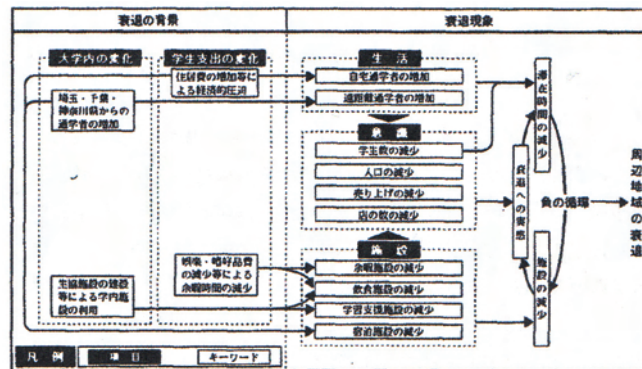 衰退の背景
衰退現象
大学内の変化
学生支出の変化
生活
住居費の増加等
による経済的圧迫
自宅通学者の増加
遠距離通学者の増加
埼玉・千葉・
神奈川県からの
通学者の増加
滞在時間の減少
意識
学生数の減少
人口の減少
売り上げの減少
店の数の減少
衰退への実感
負の循環
周辺地域の衰退
施設
娯楽・嗜好品費
の減少等による
余暇時間の減少
余暇施設の減少
飲食施設の減少
学習支援施設の減少
宿泊施設の減少
生協施設の建設
等による学内施
設の利用
施設の減少
凡例
項目
キーワード